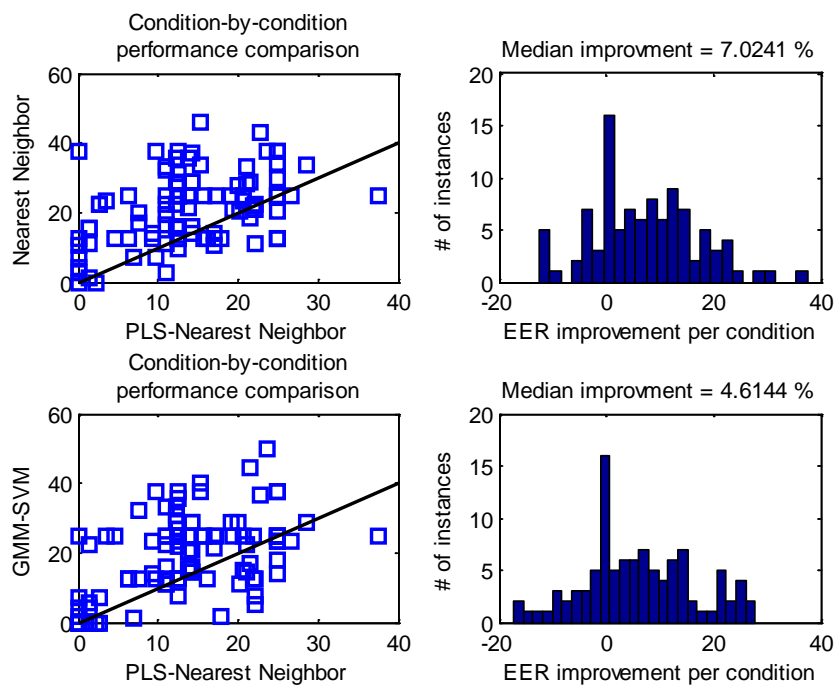 Condition-by-condition
performance comparison
60
40
20
0
Nearest Neighbor
0
10
20
30
40
PLS-Nearest Neighbor
Median improvment = 7.0241 %
20
15
10
5
0
# of instances
-20
0
20
40
EER improvement per condition
Condition-by-condition
performance comparison
60
40
20
0
GMM-SVM
0
10
20
30
40
PLS-Nearest Neighbor
Median improvment = 4.6144 %
20
15
10
5
0
# of instances
-20
0
20
40
EER improvement per condition